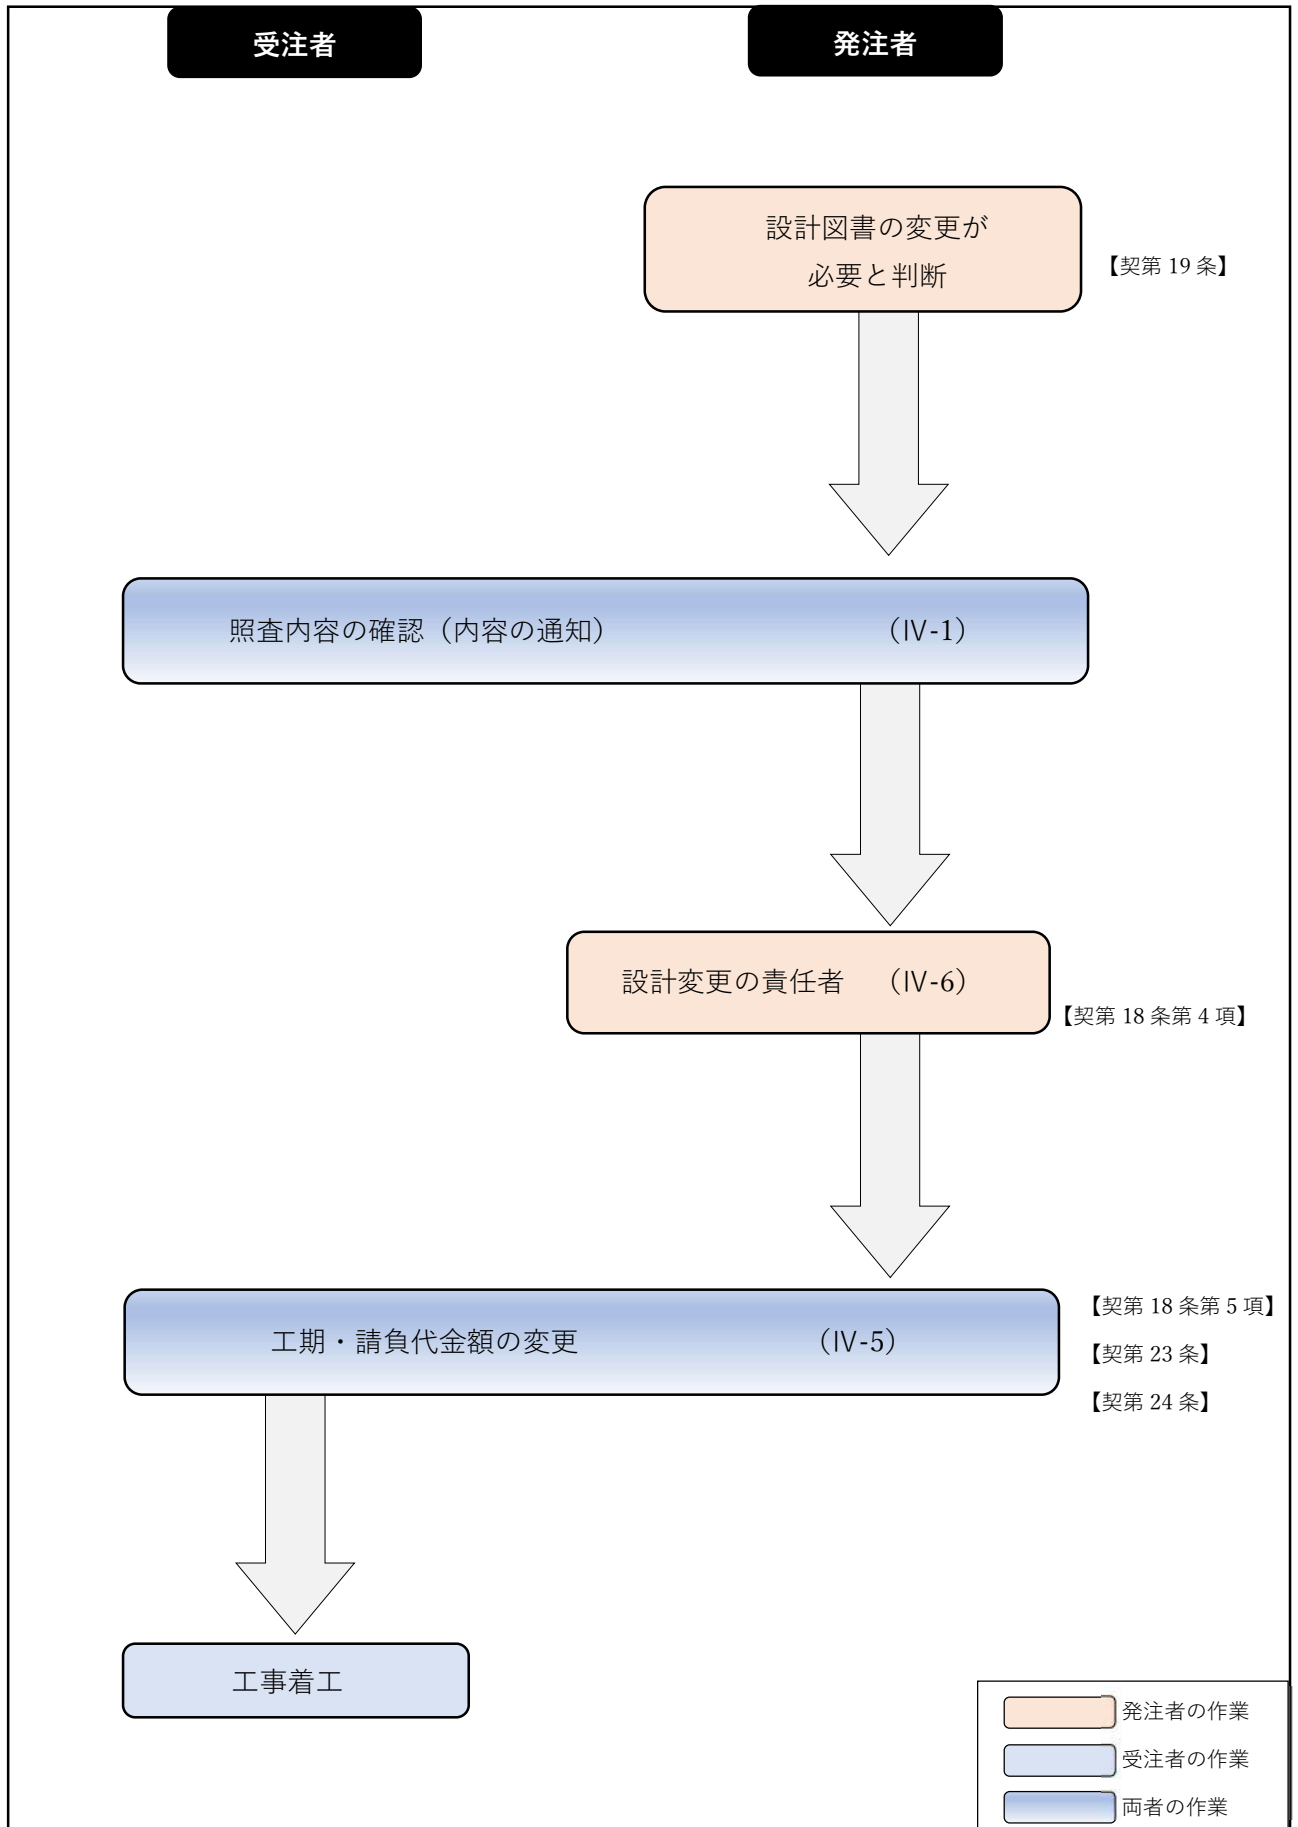 受注者
発注者
設計図書の変更が
必要と判断
【契第 19 条】
照査内容の確認（内容の通知） （Ⅳ-1）
設計変更の責任者 （Ⅳ-6）
【契第 18 条第 4 項】
工期・請負代金額の変更 （Ⅳ-5）
【契第 18 条第 5 項】
【契第 23 条】
【契第 24 条】
工事着工
発注者の作業
受注者の作業
両者の作業